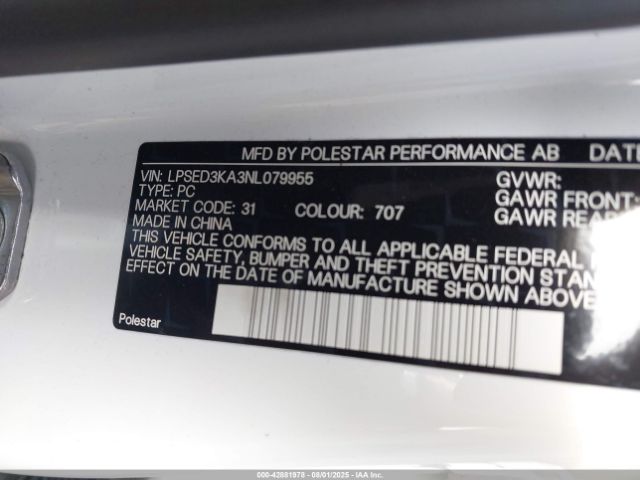 MFD BY POLESTAR PERFORMANCE AB DATE
VIN: LPSED3KA3NL079955 GVWR:
TYPE: PC GAWR FRONT:
MARKET CODE: 31 COLOUR: 707 GAWR REAR
MADE IN CHINA
THIS VEHICLE CONFORMS TO ALL APPLICABLE FEDERAL
VEHICLE SAFETY, BUMPER AND THEFT PREVENTION STAN
EFFECT ON THE DATE OF MANUFACTURE SHOWN ABOVE
Polestar
000-42881978 - 08/01/2025 - IAAI.com